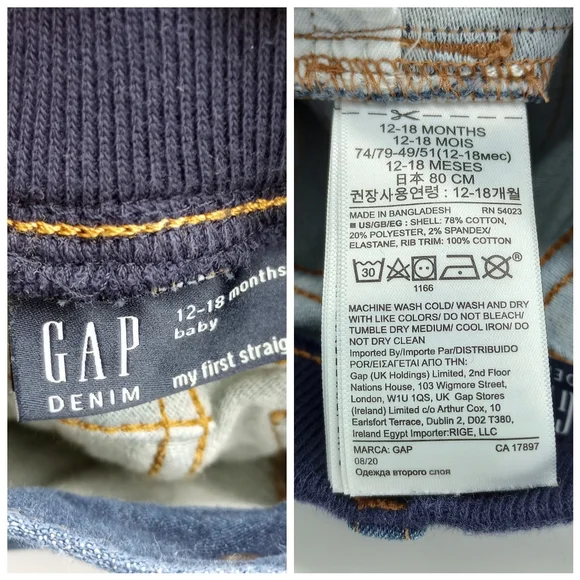 GAP
DENIM
12-18 months
baby
my first straig
12-18 MONTHS
12-18 MOIS
74/79-49/51(12-18мес)
12-18 MESES
日本 80 CM
권장사용연령 : 12-18개월
MADE IN BANGLADESH RN 54023
US/GB/EG : SHELL: 78% COTTON,
20% POLYESTER, 2% SPANDEX/
ELASTANE, RIB TRIM: 100% COTTON
30
1166
MACHINE WASH COLD/ WASH AND DRY
WITH LIKE COLORS/ DO NOT BLEACH/
TUMBLE DRY MEDIUM/ COOL IRON/ DO
NOT DRY CLEAN
Imported By/Importe Par/DISTRIBUIDO
POR/ΕΙΣΑΓΕΤΑΙ ΑΠΟ ΤΗΝ:
Gap (UK Holdings) Limited, 2nd Floor
Nations House, 103 Wigmore Street,
London, W1U 1QS, UK Gap Stores
(Ireland) Limited c/o Arthur Cox, 10
Earlsfort Terrace, Dublin 2, D02 T380,
Ireland Egypt Importer:RIGE, LLC
MARCA: GAP CA 17897
08/20
Одежда второго слоя